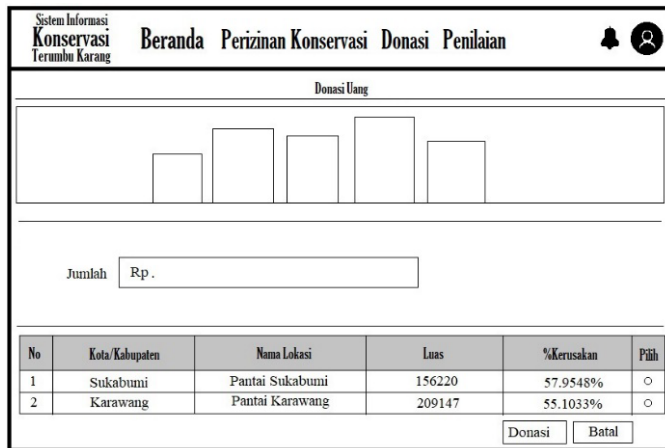 Sistem Informasi
Konservasi
Terumbu Karang
Beranda Perizinan Konservasi Donasi Penilaian
Donasi Uang
Jumlah Rp.
No Kota/Kabupaten Nama Lokasi Luas %Kerusakan Pilih
1 Sukabumi Pantai Sukabumi 156220 57.9548%
2 Karawang Pantai Karawang 209147 55.1033%
Donasi Batal